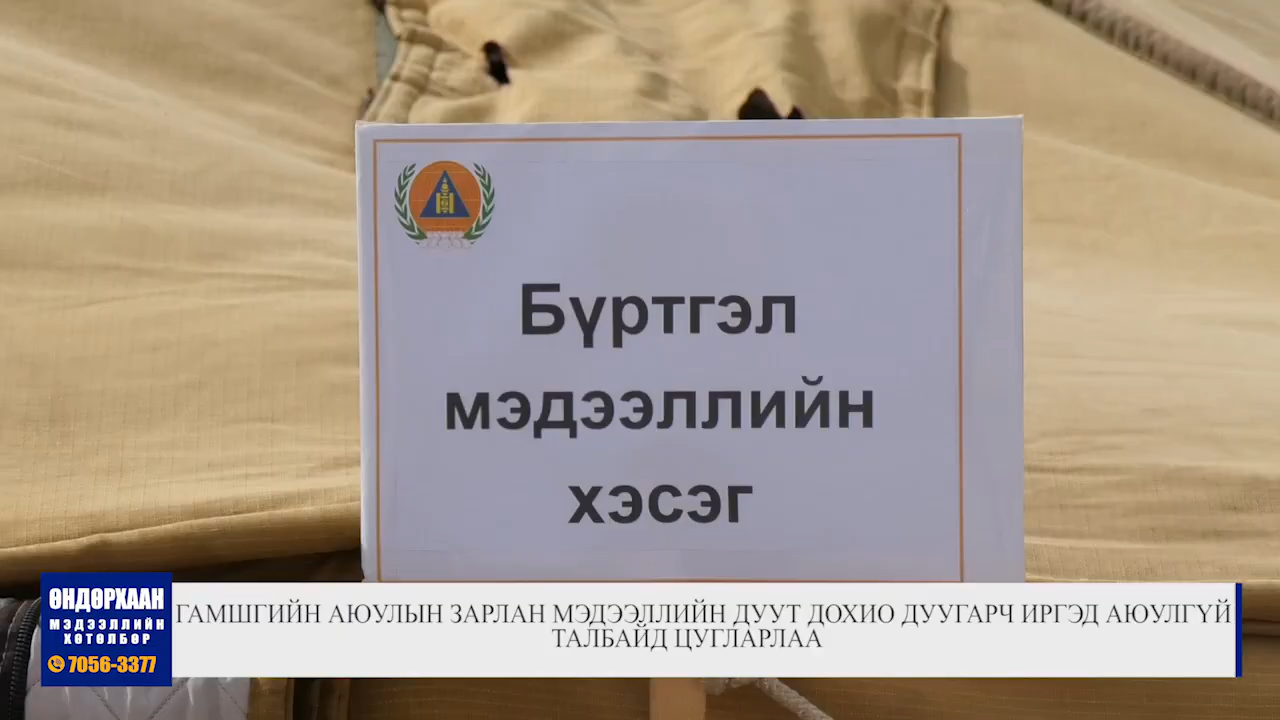 Бүртгэл
мэдээллийн
хэсэг
ӨНДӨРХААН
МЭДЭЭЛЛИЙН
ХӨТӨЛБӨР
7056-3377
ГАМШГИЙН АЮУЛЫН ЗАРЛАН МЭДЭЭЛЛИЙН ДУУТ ДОХИО ДУУГАРЧ ИРГЭД АЮУЛГҮЙ
ТАЛБАЙД ЦУГЛАРЛАА